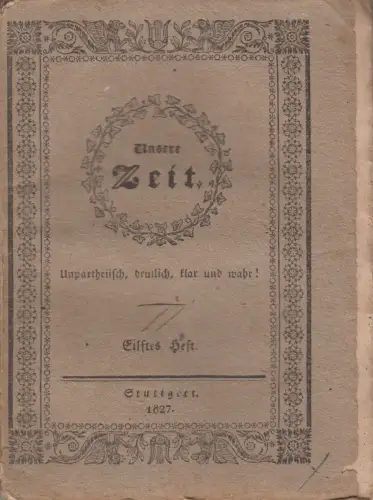 Unsere
Zeit.
Unpartheiisch, deutlich, klar und wahr!
Eilftes Heft.
Stuttgart.
1827.